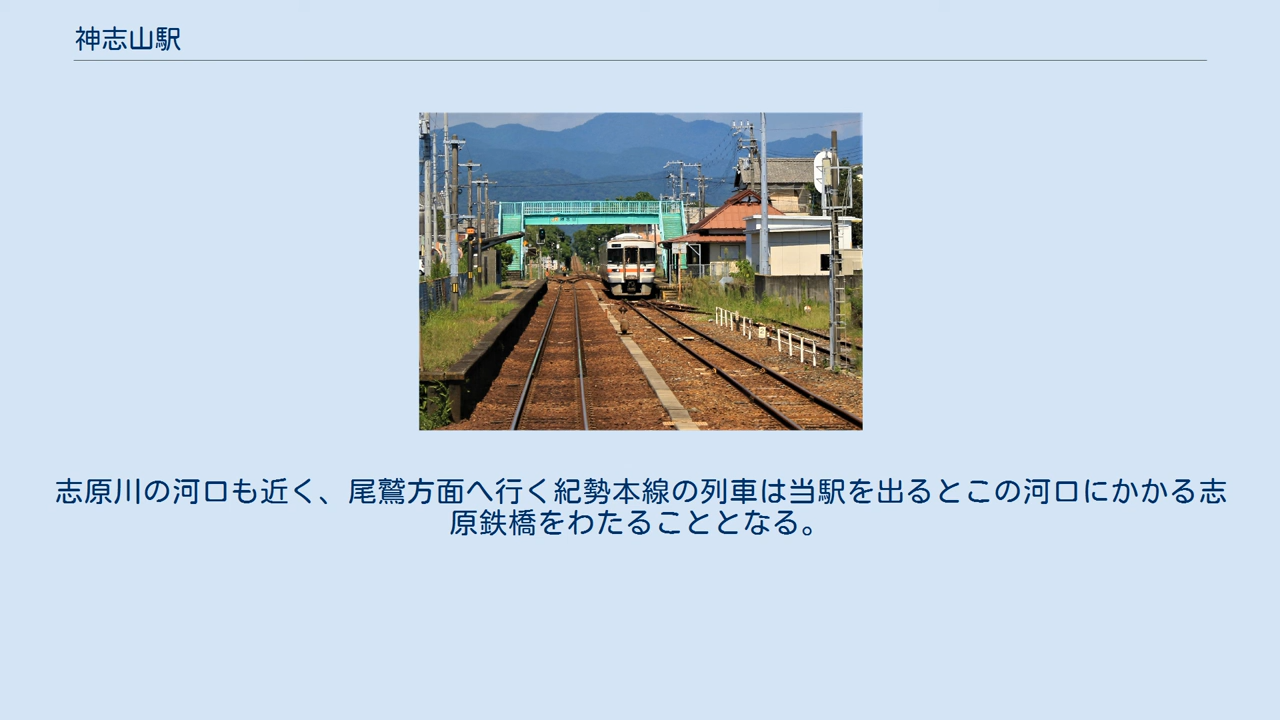 神志山駅
志原川の河口も近く、尾鷲方面へ行く紀勢本線の列車は当駅を出るとこの河口にかかる志
原鉄橋をわたることとなる。